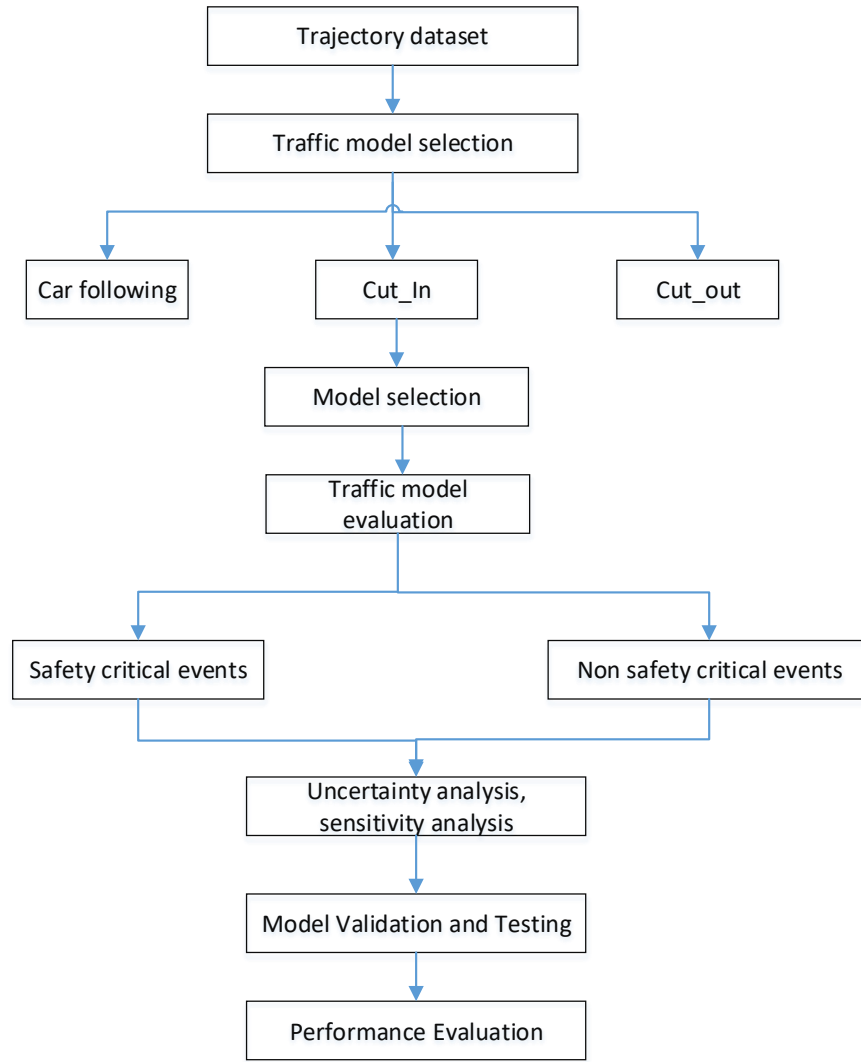 Trajectory dataset
Traffic model selection
Car following
Cut_In
Cut_out
Model selection
Traffic model
evaluation
Safety critical events
Non safety critical events
Uncertainty analysis,
sensitivity analysis
Model Validation and Testing
Performance Evaluation